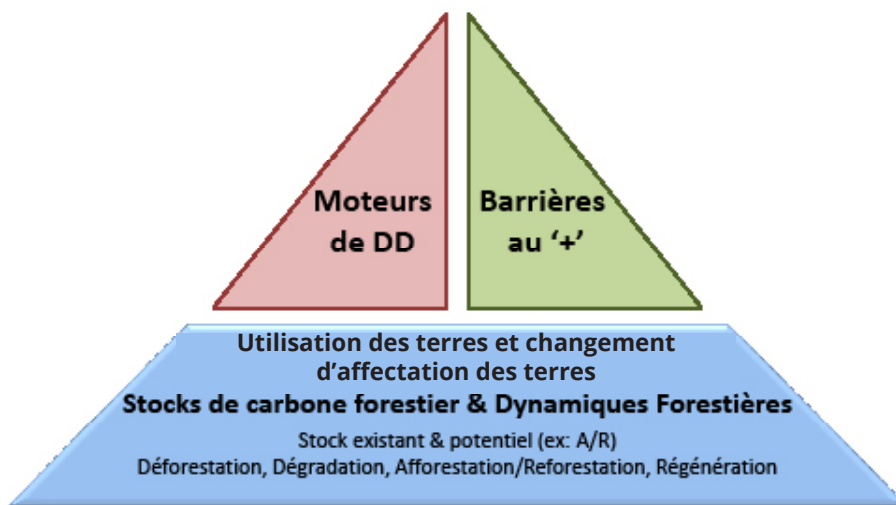 Moteurs
de DD
Barrières
au ‘+’
Utilisation des terres et changement
d’affectation des terres
Stocks de carbone forestier & Dynamiques Forestières
Stock existant & potentiel (ex: A/R)
Déforestation, Dégradation, Afforestation/Reforestation, Régénération